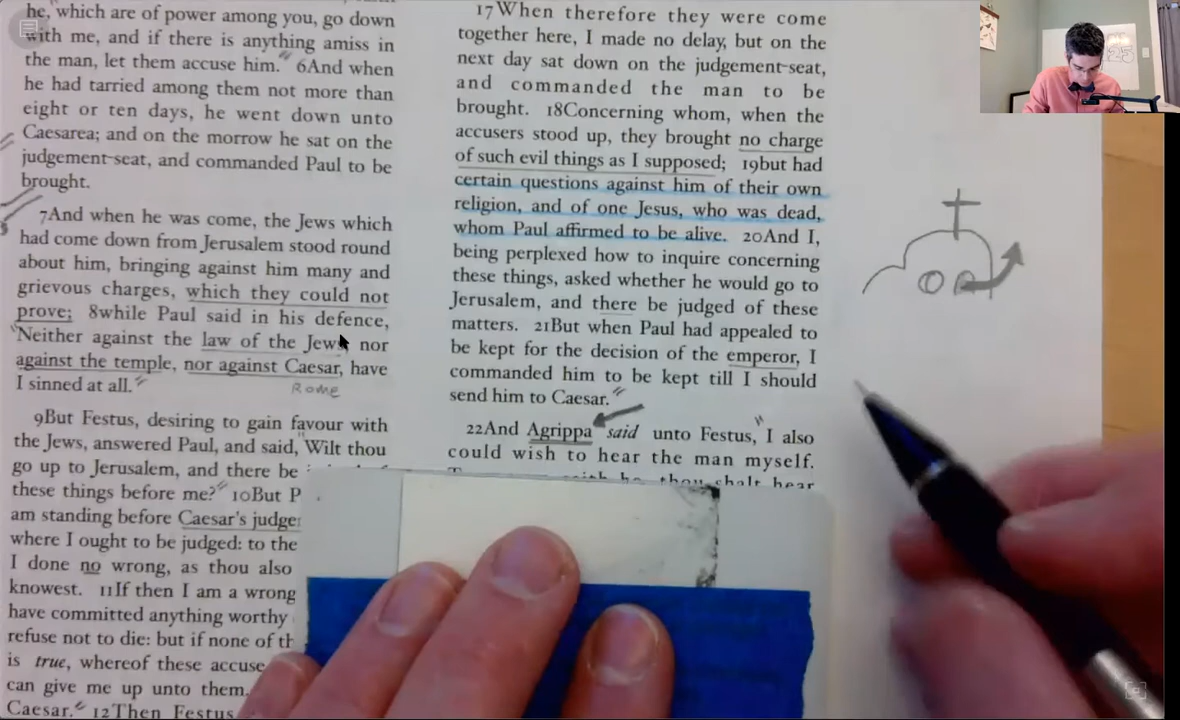 he, which are of power among you, go down
with me, and if there is anything amiss in
the man, let them accuse him." 6And when
he had tarried among them not more than
eight or ten days, he went down unto
Caesarea; and on the morrow he sat on the
judgement-seat, and commanded Paul to be
brought.
7And when he was come, the Jews which
had come down from Jerusalem stood round
about him, bringing against him many and
grievous charges, which they could not
prove; 8while Paul said in his defence,
"Neither against the law of the Jews nor
against the temple, nor against Caesar, have
I sinned at all."
Rome
9But Festus, desiring to gain favour with
the Jews, answered Paul, and said, "Wilt thou
go up to Jerusalem, and there be
these things before me?" 10But P
am standing before Caesar's judge
where I ought to be judged: to the
I done no wrong, as thou also
knowest. 11If then I am a wrong
have committed anything worthy
refuse not to die: but if none of th
is true, whereof these accuse
can give me up unto them.
Caesar." 12Then Festus
17When therefore they were come
together here, I made no delay, but on the
next day sat down on the judgement-seat,
and commanded the man to be
brought. 18Concerning whom, when the
accusers stood up, they brought no charge
of such evil things as I supposed; 19but had
certain questions against him of their own
religion, and of one Jesus, who was dead,
whom Paul affirmed to be alive. 20And I,
being perplexed how to inquire concerning
these things, asked whether he would go to
Jerusalem, and there be judged of these
matters. 21But when Paul had appealed to
be kept for the decision of the emperor, I
commanded him to be kept till I should
send him to Caesar."
22And Agrippa said unto Festus, "I also
could wish to hear the man myself.
he, thou shalt hear
25